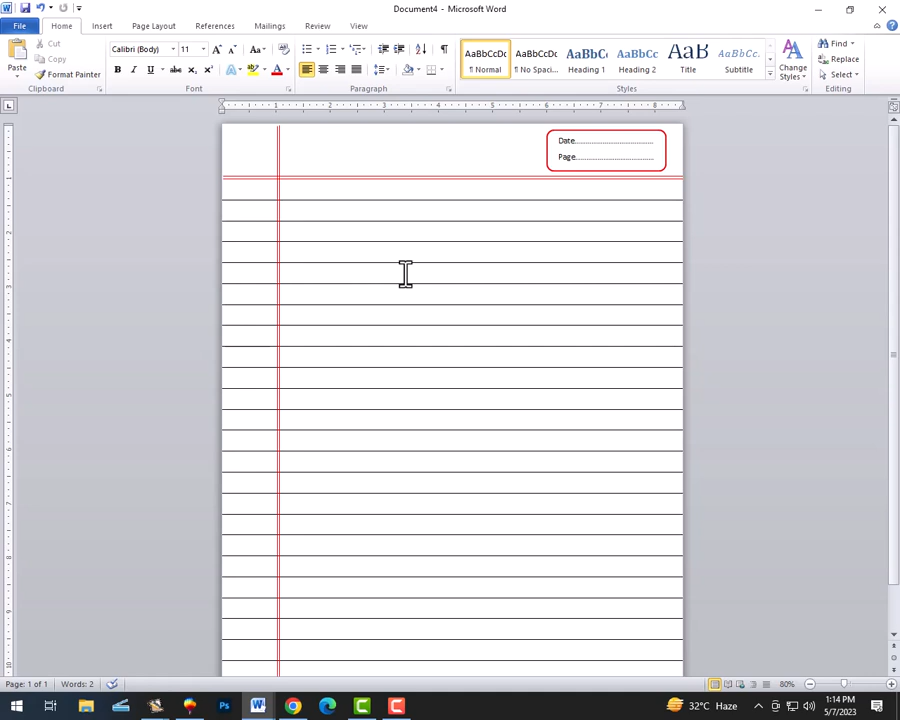 Document4 - Microsoft Word
File Home Insert Page Layout References Mailings Review View
Paste
Cut
Copy
Format Painter
Clipboard
Calibri (Body) 11
Font
Paragraph
AaBbCcDc AaBbCcDc AaBbCc AaBbCc AaB AaBbCc.
¶ Normal ¶ No Spaci... Heading 1 Heading 2 Title Subtitle
Change Styles
Styles
Find
Replace
Select
Editing
Date........................................
Page........................................
Page: 1 of 1 Words: 2 80%
32°C Haze
1:14 PM
5/7/2023